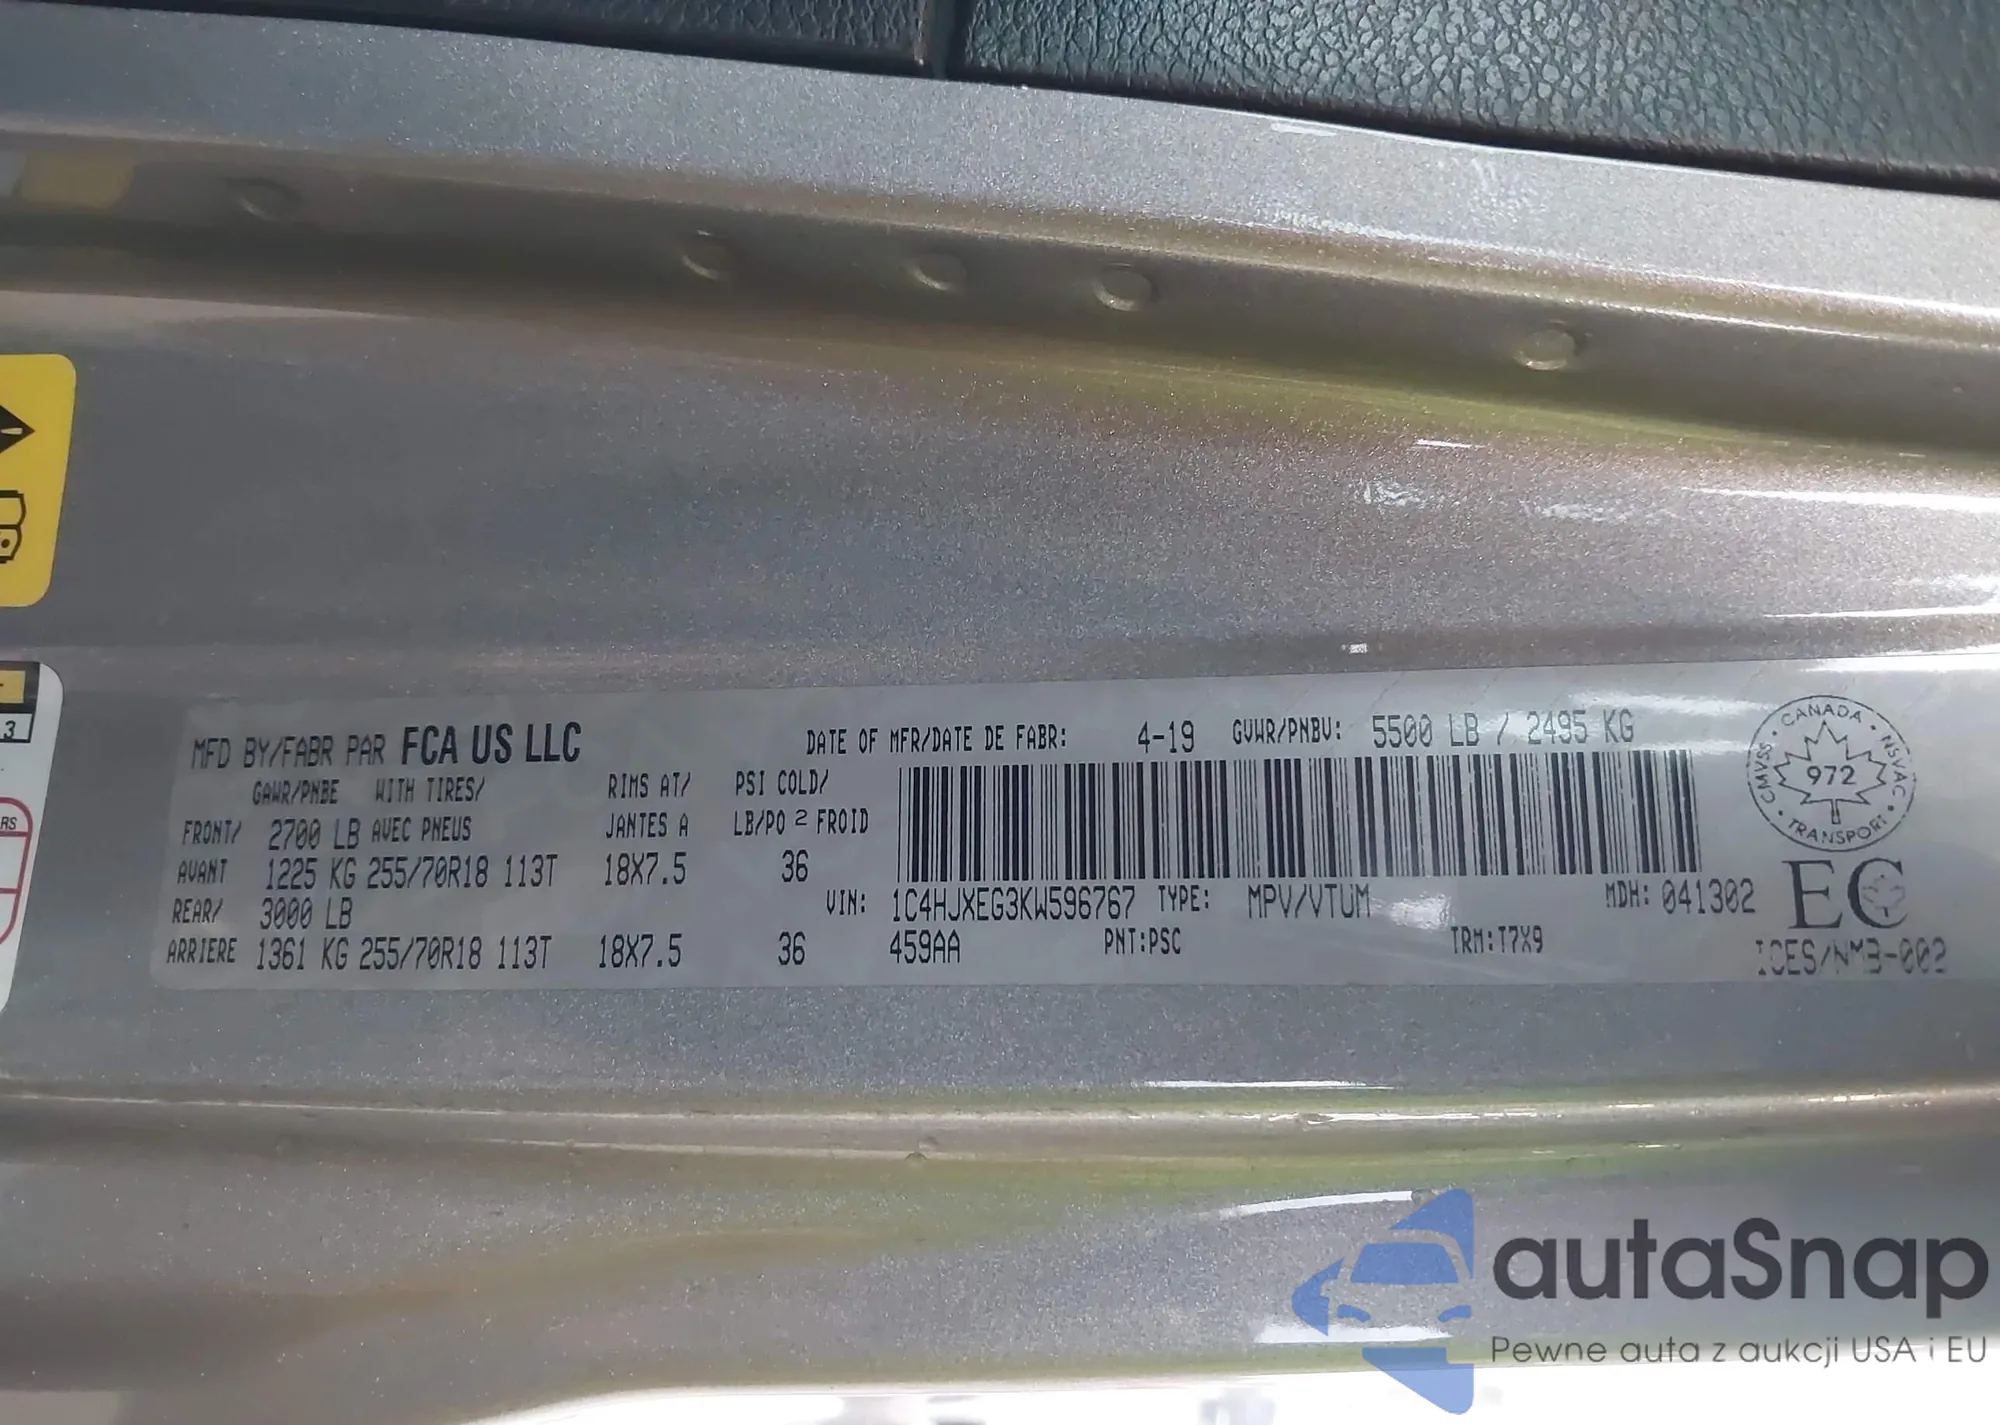 MFD BY/FABR PAR FCA US LLC DATE OF MFR/DATE DE FABR: 4-19 GVWR/PNBV: 5500 LB / 2495 KG
GAWR/PNBE WITH TIRES/ RIMS AT/ PSI COLD/
FRONT/ 2700 LB AVEC PNEUS JANTES A LB/PO 2 FROID
AVANT 1225 KG 255/70R18 113T 18X7.5 36
REAR/ 3000 LB VIN: 1C4HJXEG3KW596767 TYPE: MPV/VTUM MDH: 041302
ARRIERE 1361 KG 255/70R18 113T 18X7.5 36 459AA PNT:PSC TRM:T7X9
CANADA
CMVSS 972 NSVAC
TRANSPORT
EC
ICES/NMB-002
3
RS
autaSnap
Pewne auta z aukcji USA i EU